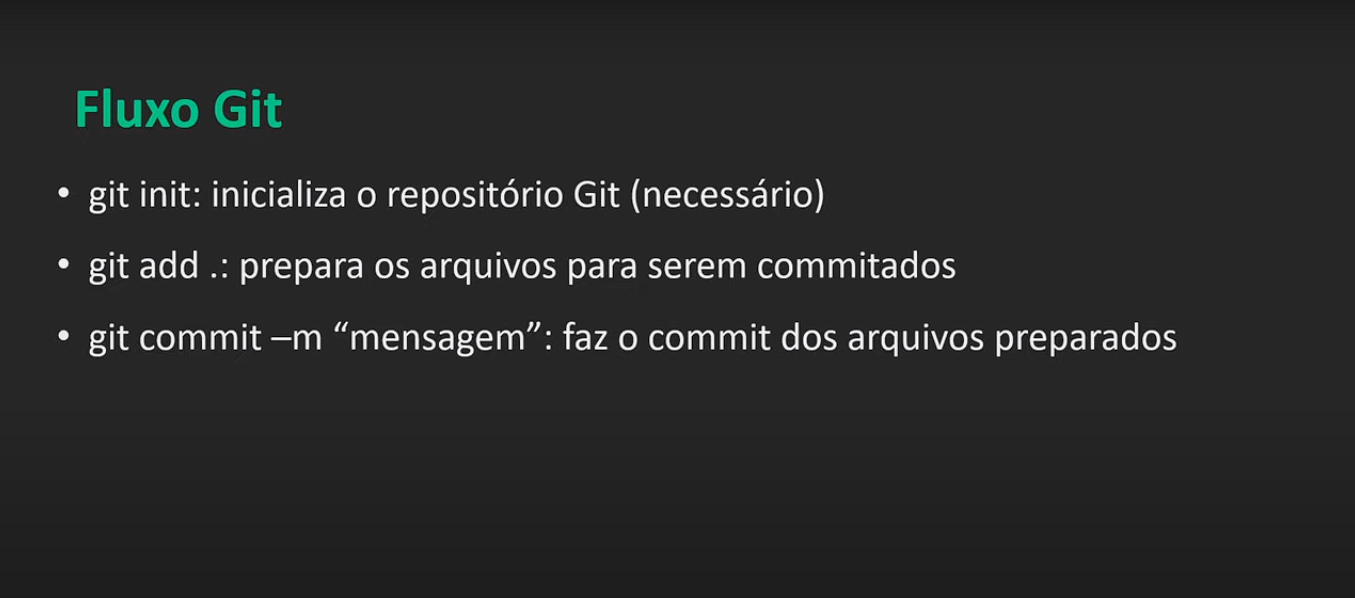 Fluxo Git
• git init: inicializa o repositório Git (necessário)
• git add .: prepara os arquivos para serem commitados
• git commit –m “mensagem”: faz o commit dos arquivos preparados